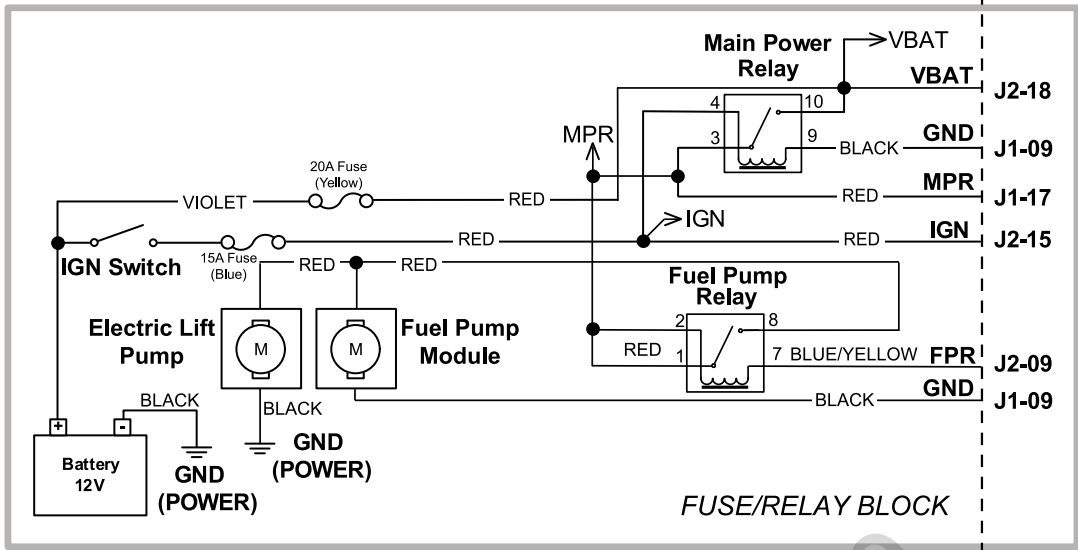 VBAT
Main Power
Relay
VBAT
J2-18
4
10
MPR
3
9
BLACK
GND
J1-09
20A Fuse
(Yellow)
VIOLET
RED
RED
MPR
J1-17
IGN
IGN Switch
15A Fuse
(Blue)
RED
RED
IGN
J2-15
RED
RED
Fuel Pump
Relay
Electric Lift
Pump
M
M
Fuel Pump
Module
2
8
RED
1
7
BLUE/YELLOW
FPR
J2-09
BLACK
BLACK
BLACK
GND
J1-09
+
-
Battery
12V
GND
(POWER)
GND
(POWER)
FUSE/RELAY BLOCK